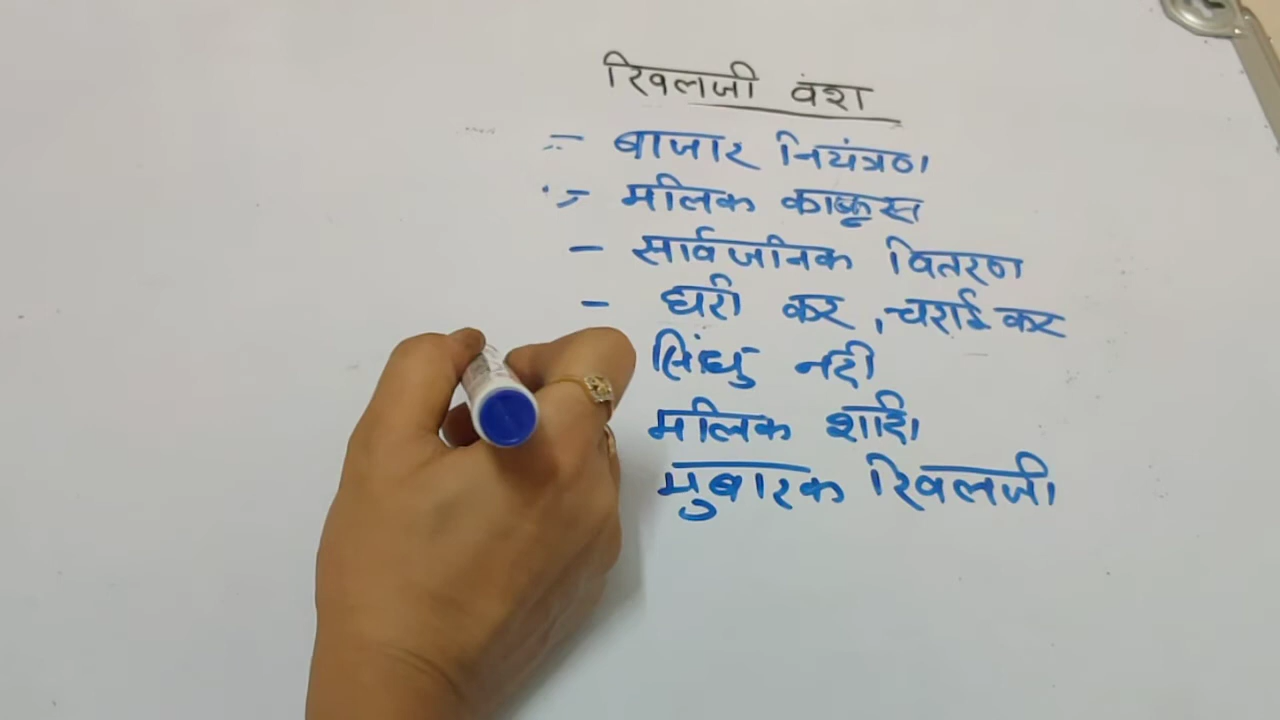 खिलजी वंश
- बाजार नियंत्रण
- मलिक काफूस
- सार्वजनिक वितरण
- घरी कर, चराई कर
सिंधु नदी
मलिक शादी
मुबारक खिलजी